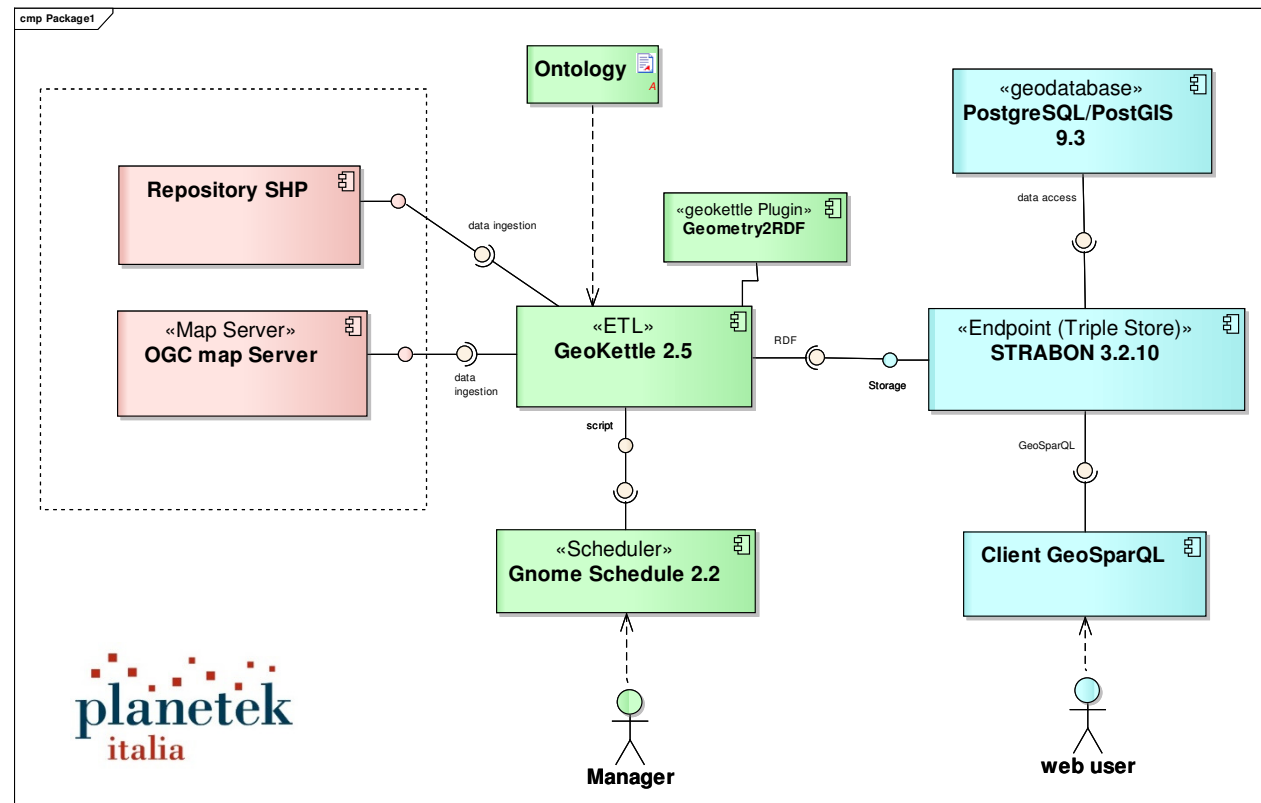 cmp Package1
Ontology
A
«geodatabase»
PostgreSQL/PostGIS
9.3
Repository SHP
data ingestion
«geokettle Plugin»
Geometry2RDF
data access
«Map Server»
OGC map Server
data
ingestion
«ETL»
GeoKettle 2.5
RDF
Storage
«Endpoint (Triple Store)»
STRABON 3.2.10
script
GeoSparQL
«Scheduler»
Gnome Schedule 2.2
Client GeoSparQL
planetek
italia
Manager
web user